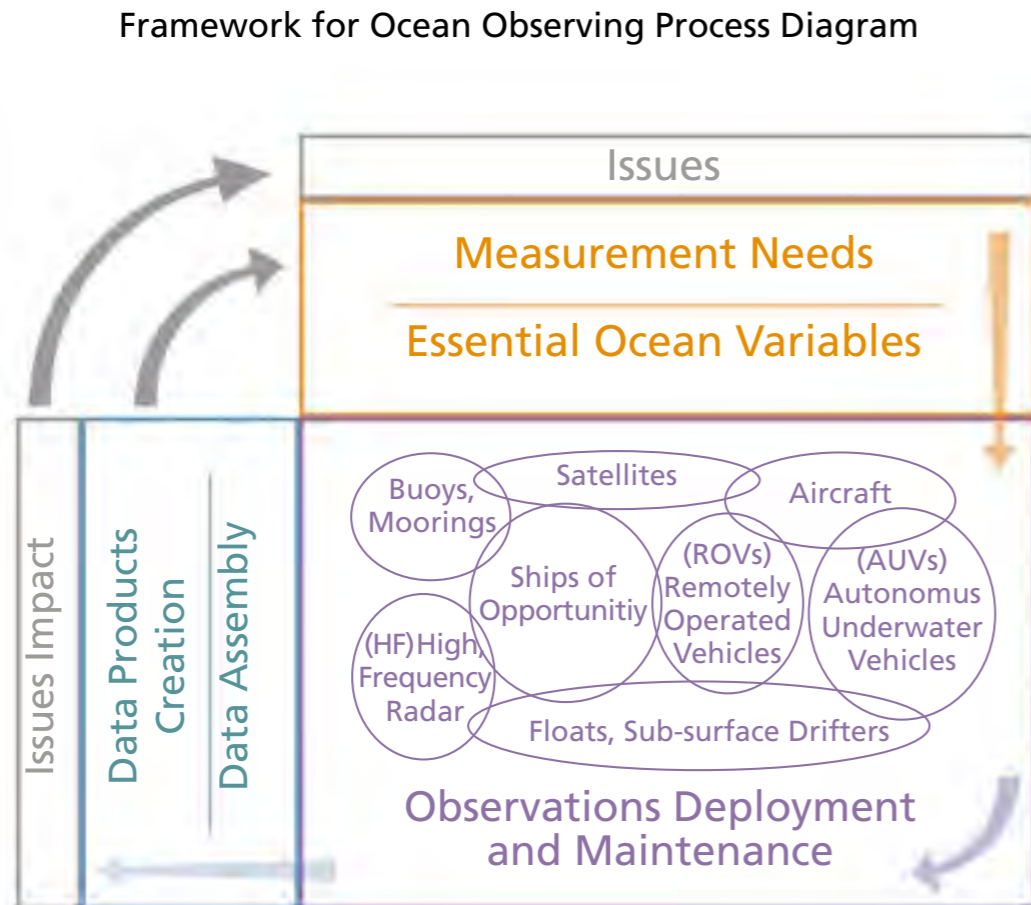 Framework for Ocean Observing Process Diagram
Issues
Measurement Needs
Essential Ocean Variables
Issues Impact
Data Products
Creation
Data Assembly
Buoys,
Moorings
Satellites
Aircraft
Ships of
Opportunitiy
(ROVs)
Remotely
Operated
Vehicles
(AUVs)
Autonomus
Underwater
Vehicles
(HF)High,
Frequency
Radar
Floats, Sub-surface Drifters
Observations Deployment
and Maintenance